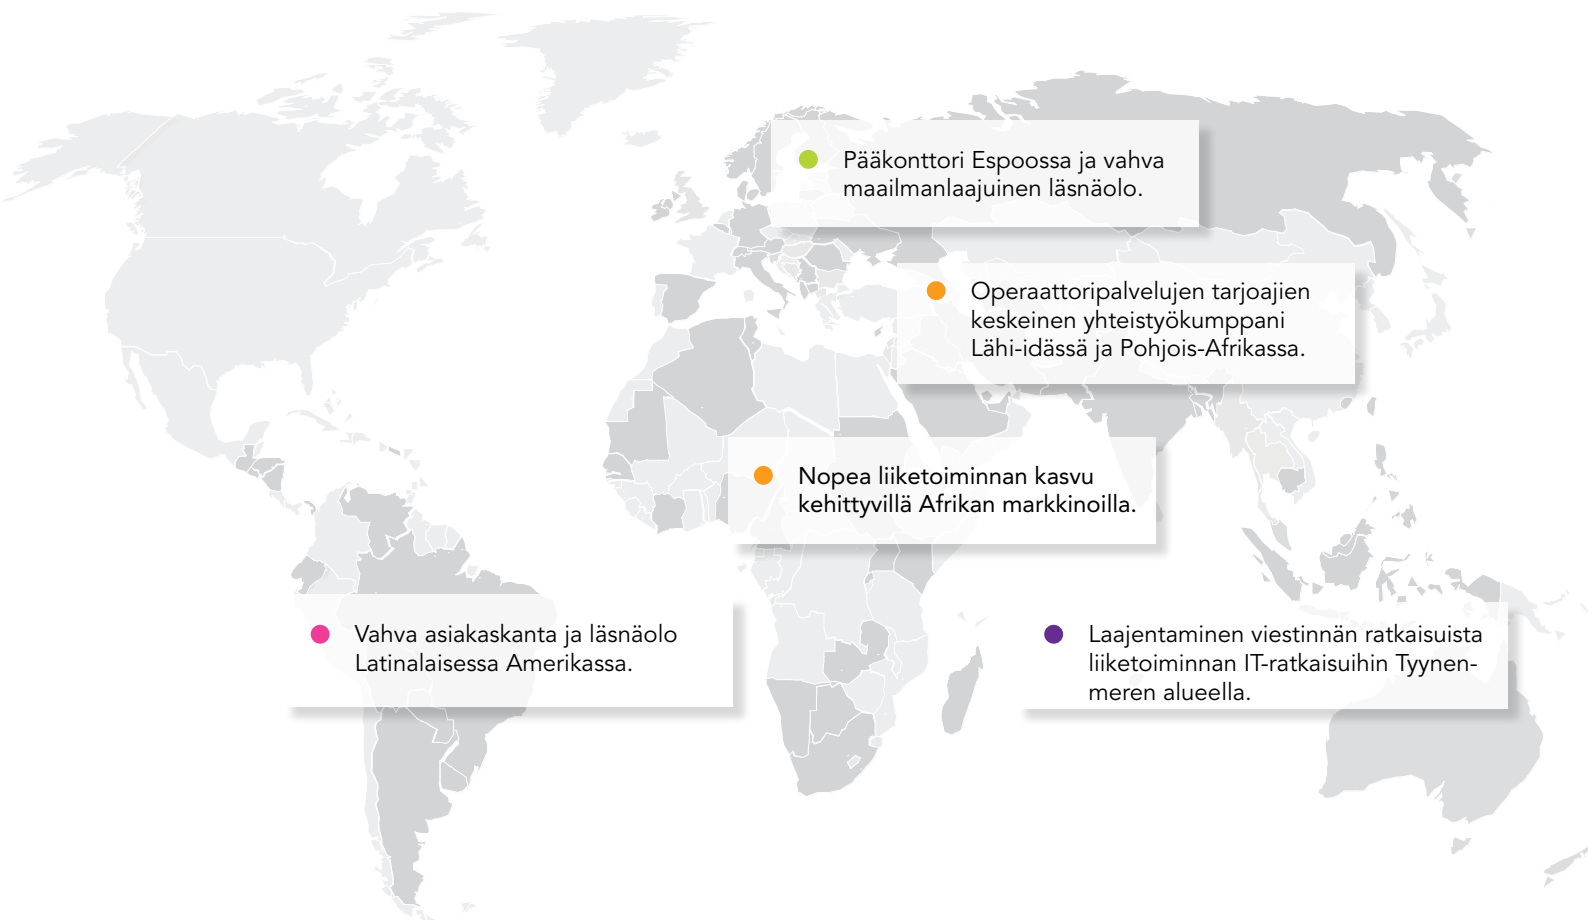 Pääkonttori Espoossa ja vahva
maailmanlaajuinen läsnäolo.
Operaattoripalvelujen tarjoajien
keskeinen yhteistyökumppani
Lähi-idässä ja Pohjois-Afrikassa.
Nopea liiketoiminnan kasvu
kehittyvillä Afrikan markkinoilla.
Vahva asiakaskanta ja läsnäolo
Latinalaisessa Amerikassa.
Laajentaminen viestinnän ratkaisuista
liiketoiminnan IT-ratkaisuihin Tyynen-
meren alueella.